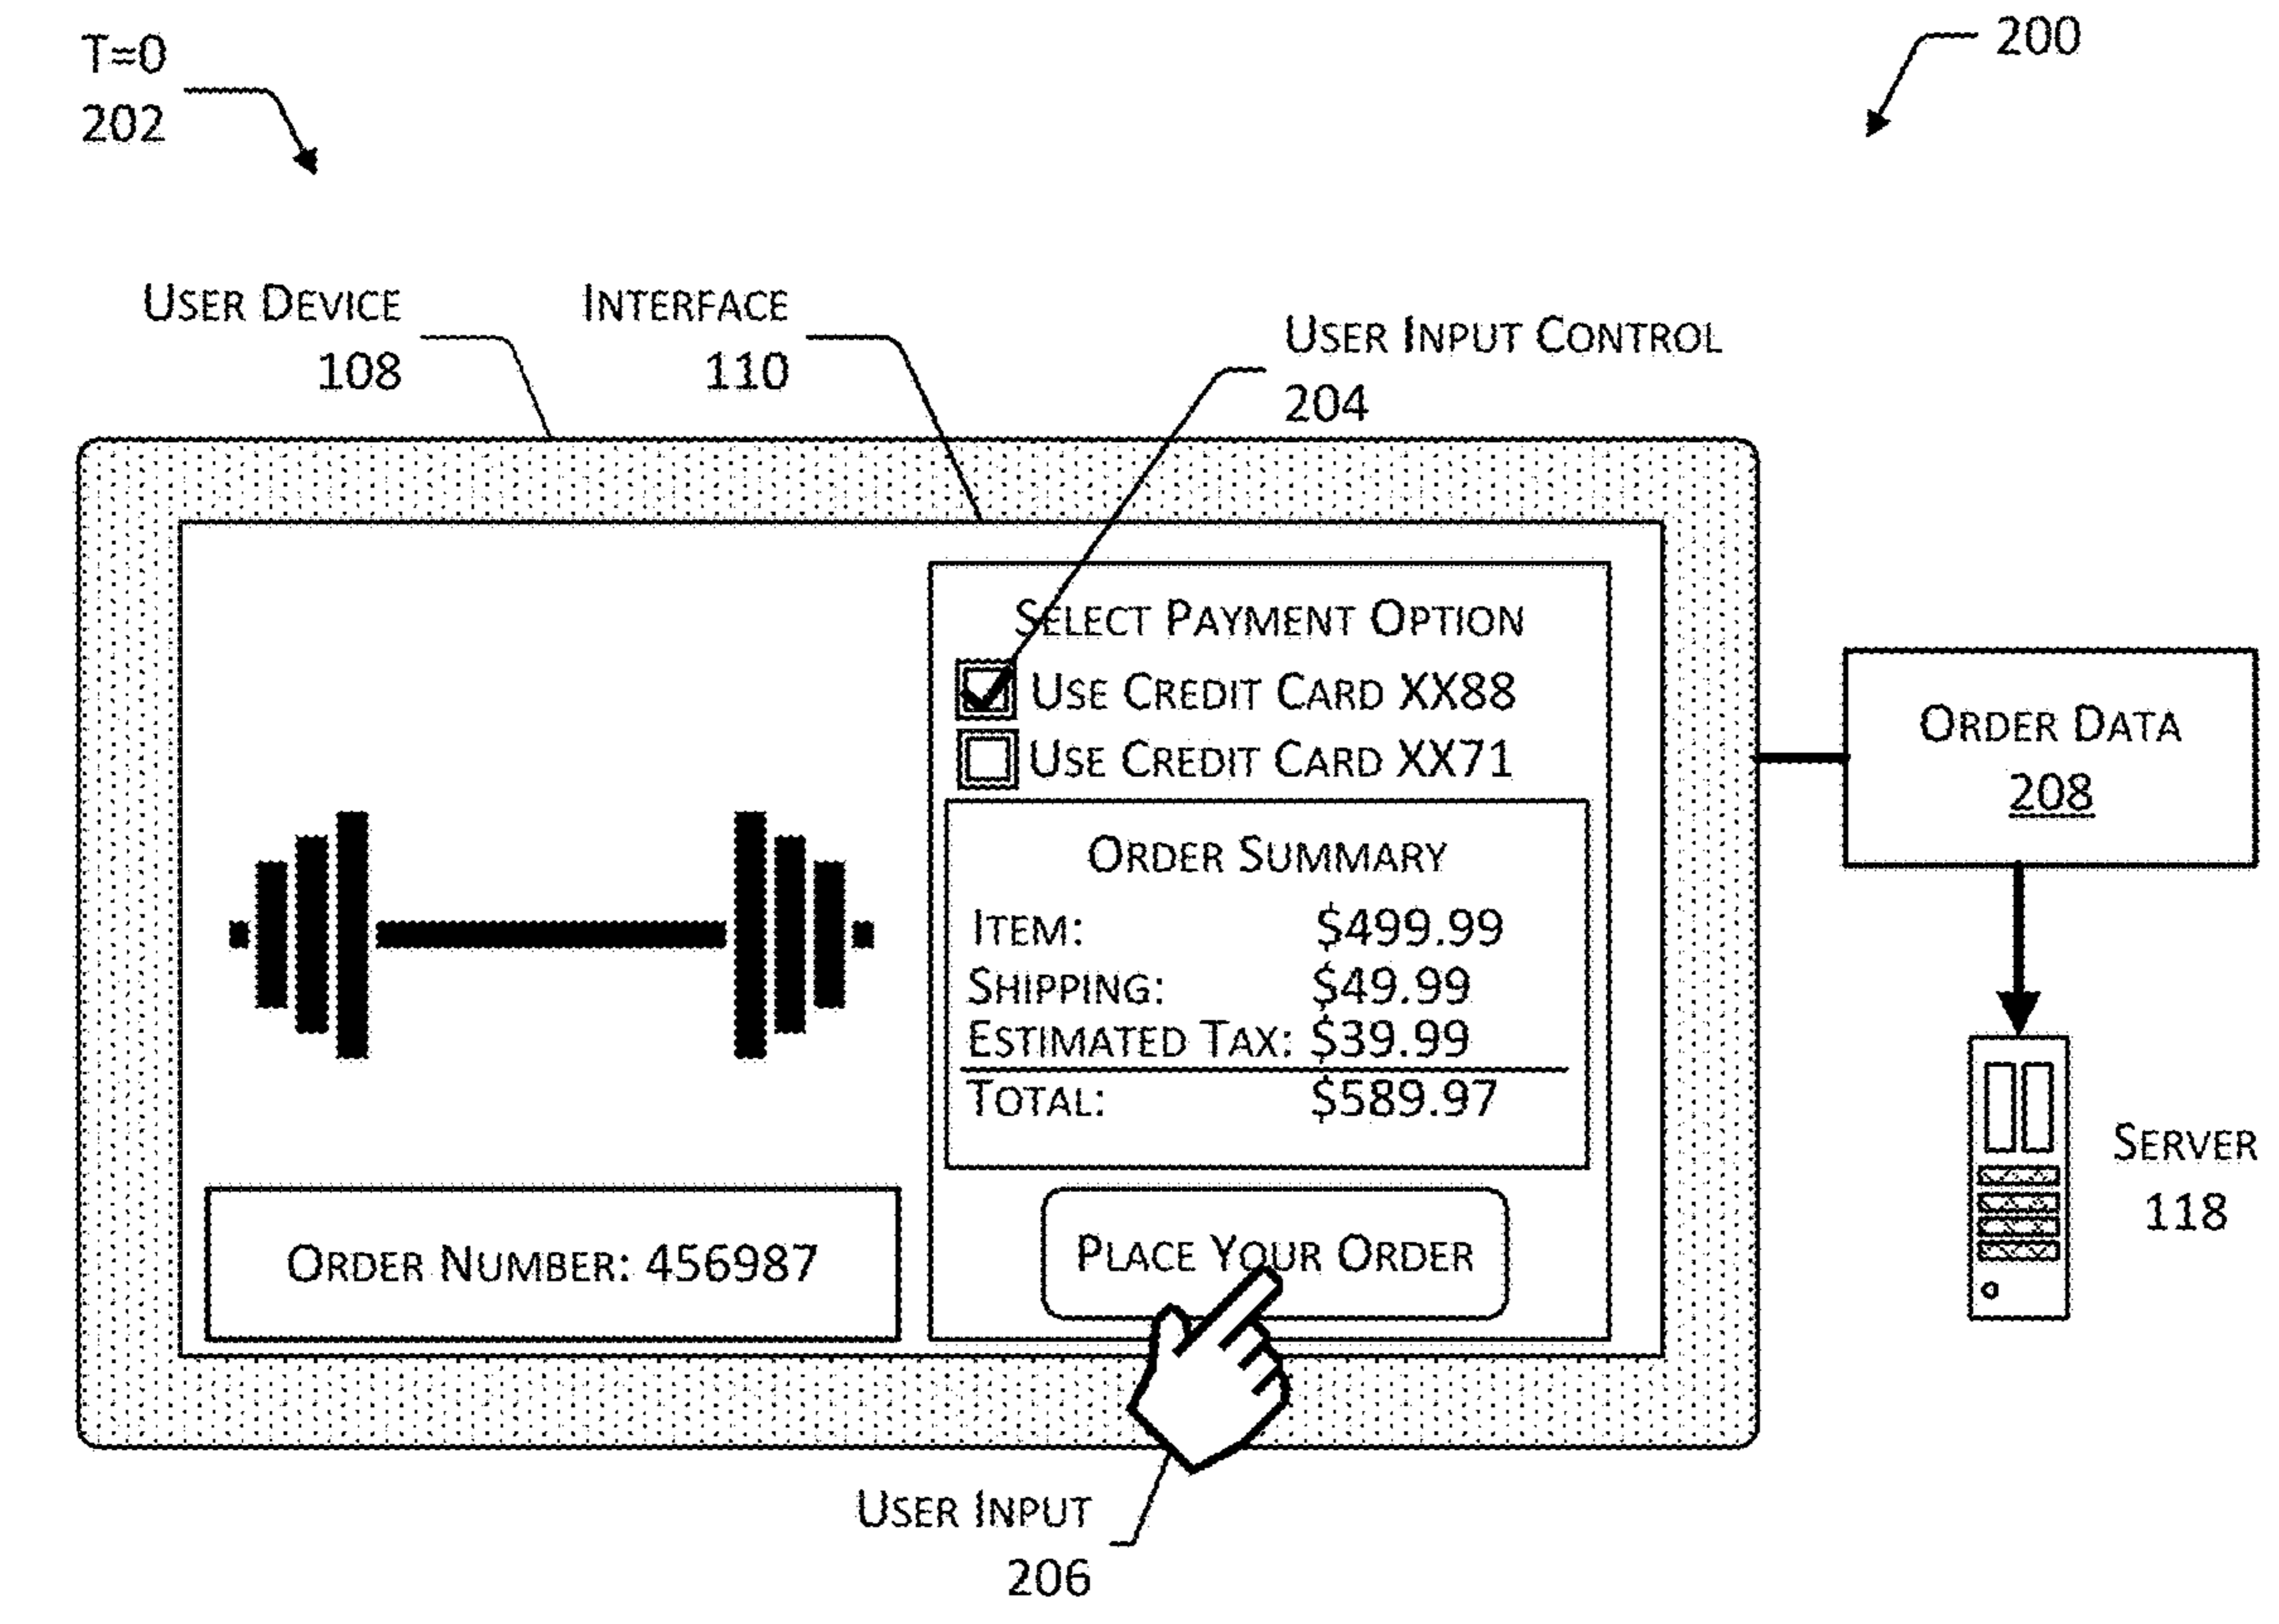 T=0
202
200
User Device
108
Interface
110
User Input Control
204
Select Payment Option
Use Credit Card XX88
Use Credit Card XX71
Order Summary
Item: $499.99
Shipping: $49.99
Estimated Tax: $39.99
Total: $589.97
Order Number: 456987
Place Your Order
Order Data
208
Server
118
User Input
206